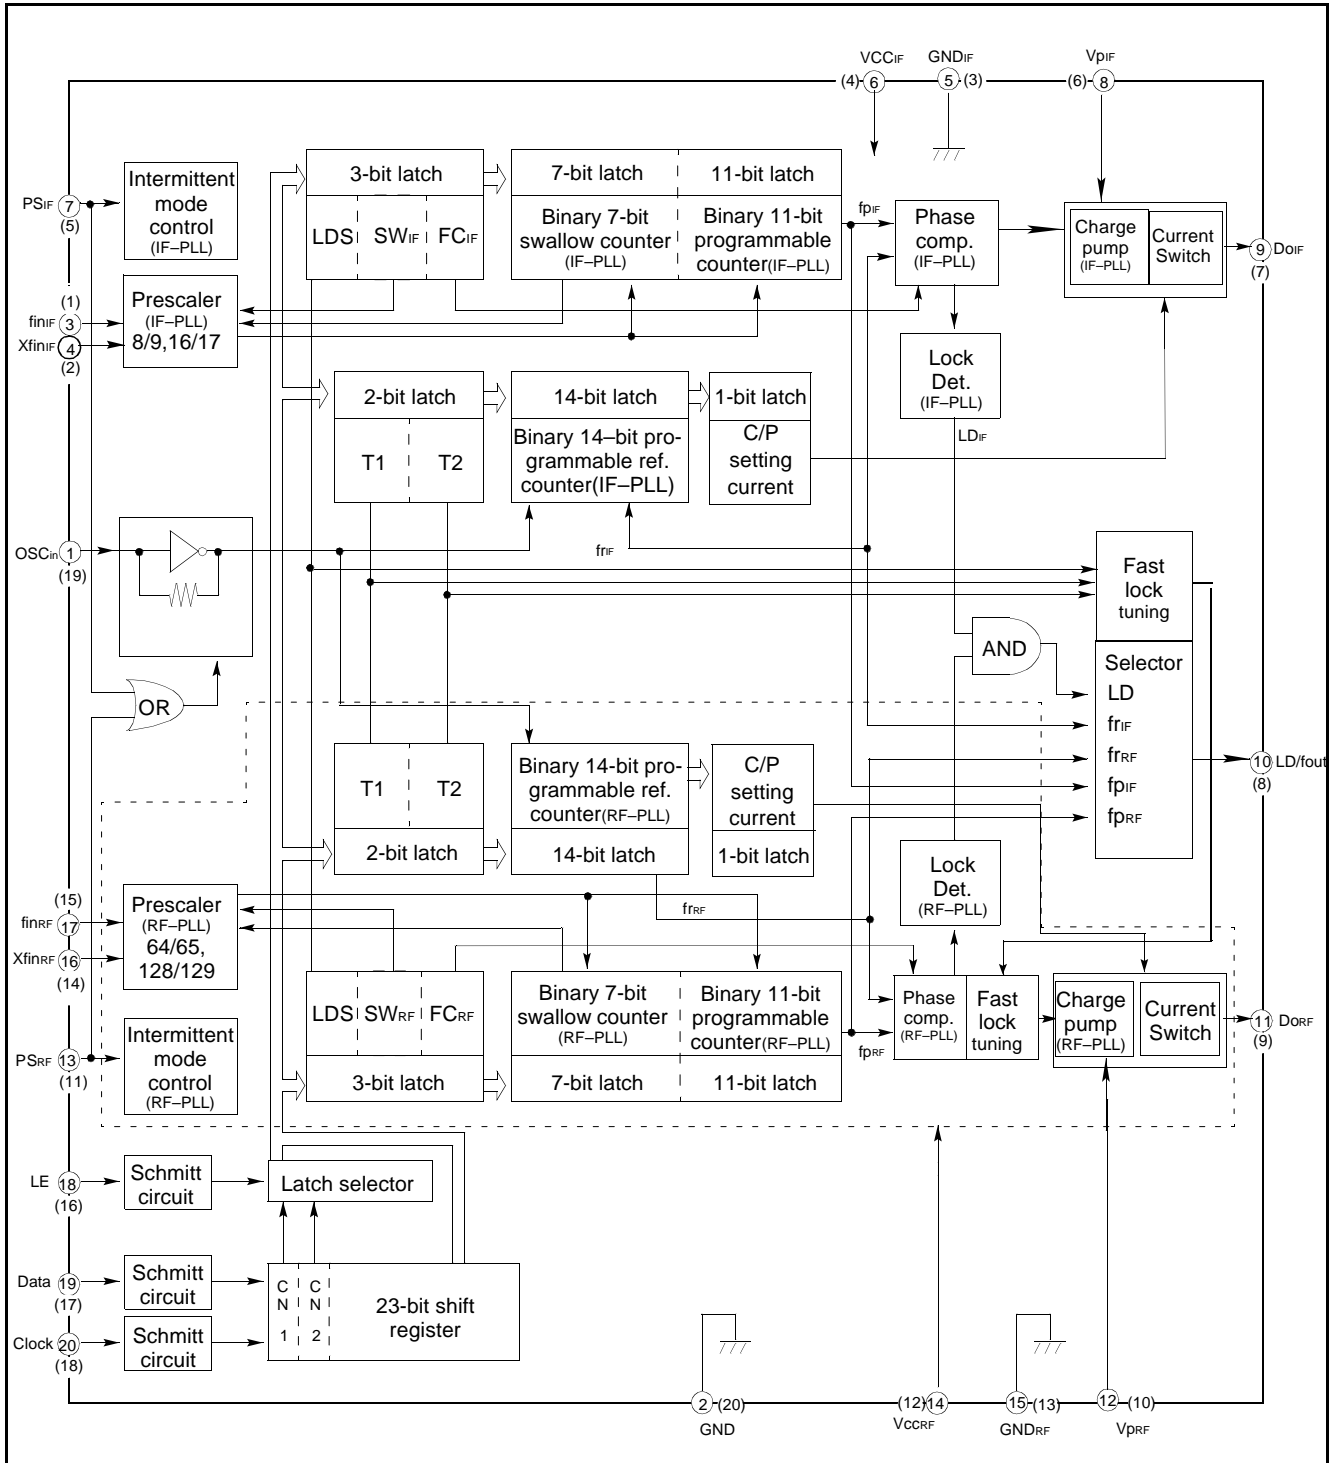 VCCIF
GNDIF
VpIF
(4) 6
5 (3)
(6) 8
3-bit latch
LDS
SWIF
FCIF
7-bit latch
11-bit latch
Binary 7-bit
swallow counter
(IF–PLL)
Binary 11-bit
programmable
counter(IF–PLL)
Intermittent
mode
control
(IF–PLL)
PSIF 7
(5)
fpIF
Phase
comp.
(IF–PLL)
Charge
pump
(IF–PLL)
Current
Switch
9 DoIF
(7)
(1)
finIF 3
XfinIF 4
(2)
Prescaler
(IF–PLL)
8/9,16/17
Lock
Det.
(IF–PLL)
LDIF
2-bit latch
T1
T2
14-bit latch
Binary 14–bit pro-
grammable ref.
counter(IF–PLL)
1-bit latch
C/P
setting
current
OSCin 1
(19)
frIF
Fast
lock
tuning
AND
OR
Selector
LD
frIF
frRF
fpIF
fpRF
10 LD/fout
(8)
T1
T2
2-bit latch
Binary 14-bit pro-
grammable ref.
counter(RF–PLL)
14-bit latch
C/P
setting
current
1-bit latch
Lock
Det.
(RF–PLL)
(15)
finRF 17
XfinRF 16
(14)
Prescaler
(RF–PLL)
64/65,
128/129
frRF
LDS
SWRF
FCRF
3-bit latch
Binary 7-bit
swallow counter
(RF–PLL)
Binary 11-bit
programmable
counter(RF–PLL)
7-bit latch
11-bit latch
fpRF
Phase
comp.
(RF–PLL)
Fast
lock
tuning
Charge
pump
(RF–PLL)
Current
Switch
11 DoRF
(9)
PSRF 13
(11)
Intermittent
mode
control
(RF–PLL)
LE 18
(16)
Schmitt
circuit
Latch selector
Data 19
(17)
Schmitt
circuit
Clock 20
(18)
Schmitt
circuit
C
N
1
C
N
2
23-bit shift
register
2 (20)
GND
(12) 14
VccRF
15 (13)
GNDRF
12 (10)
VpRF